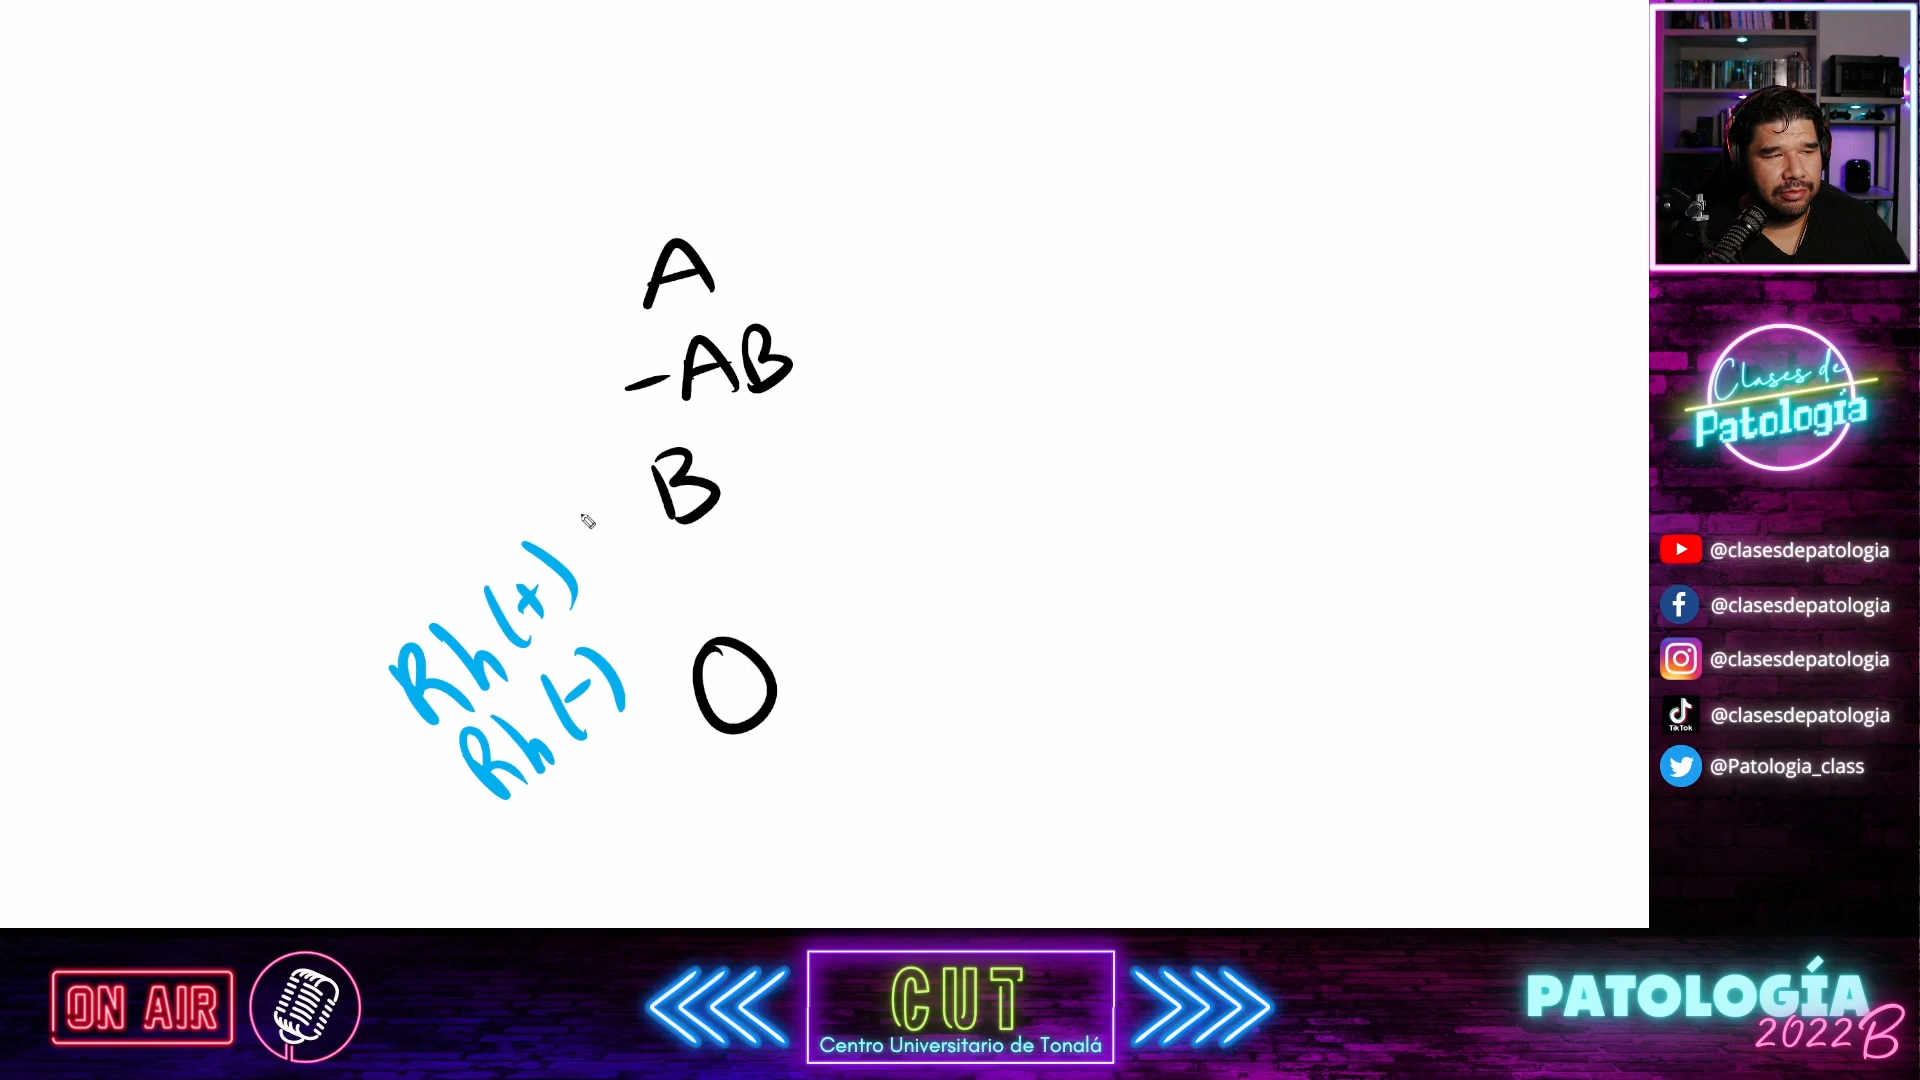 A
-AB
B
Rh (+)
Rh (-)
O
Clases de
Patología
@clasesdepatologia
@clasesdepatologia
@clasesdepatologia
TikTok
@clasesdepatologia
@Patologia_class
ON AIR
CUT
Centro Universitario de Tonalá
PATOLOGÍA
2022B